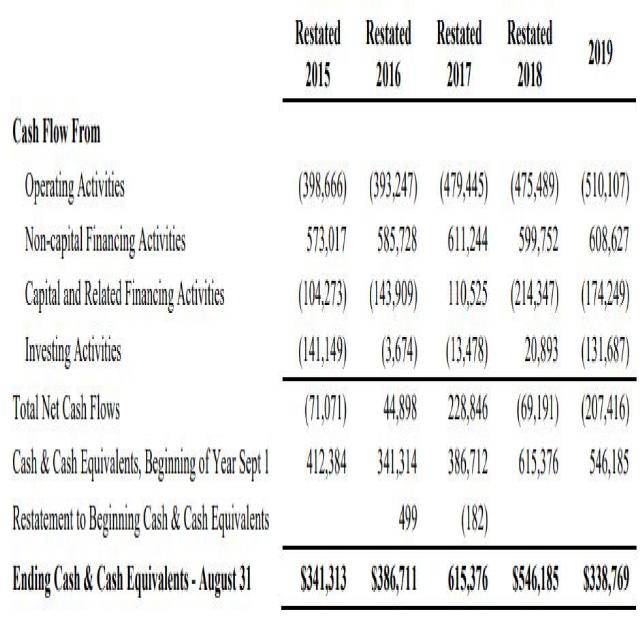 Restated Restated Restated Restated
2015 2016 2017 2018 2019
Cash Flow From
Operating Activities (398,666) (393,247) (479,445) (475,489) (510,107)
Non-capital Financing Activities 573,017 585,728 611,244 599,752 608,627
Capital and Related Financing Activities (104,273) (143,909) 110,525 (214,347) (174,249)
Investing Activities (141,149) (3,674) (13,478) 20,893 (131,687)
Total Net Cash Flows (71,071) 44,898 228,846 (69,191) (207,416)
Cash & Cash Equivalents, Beginning of Year Sept 1 412,384 341,314 386,712 615,376 546,185
Restatement to Beginning Cash & Cash Equivalents 499 (182)
Ending Cash & Cash Equivalents - August 31 $341,313 $386,711 615,376 $546,185 $338,769